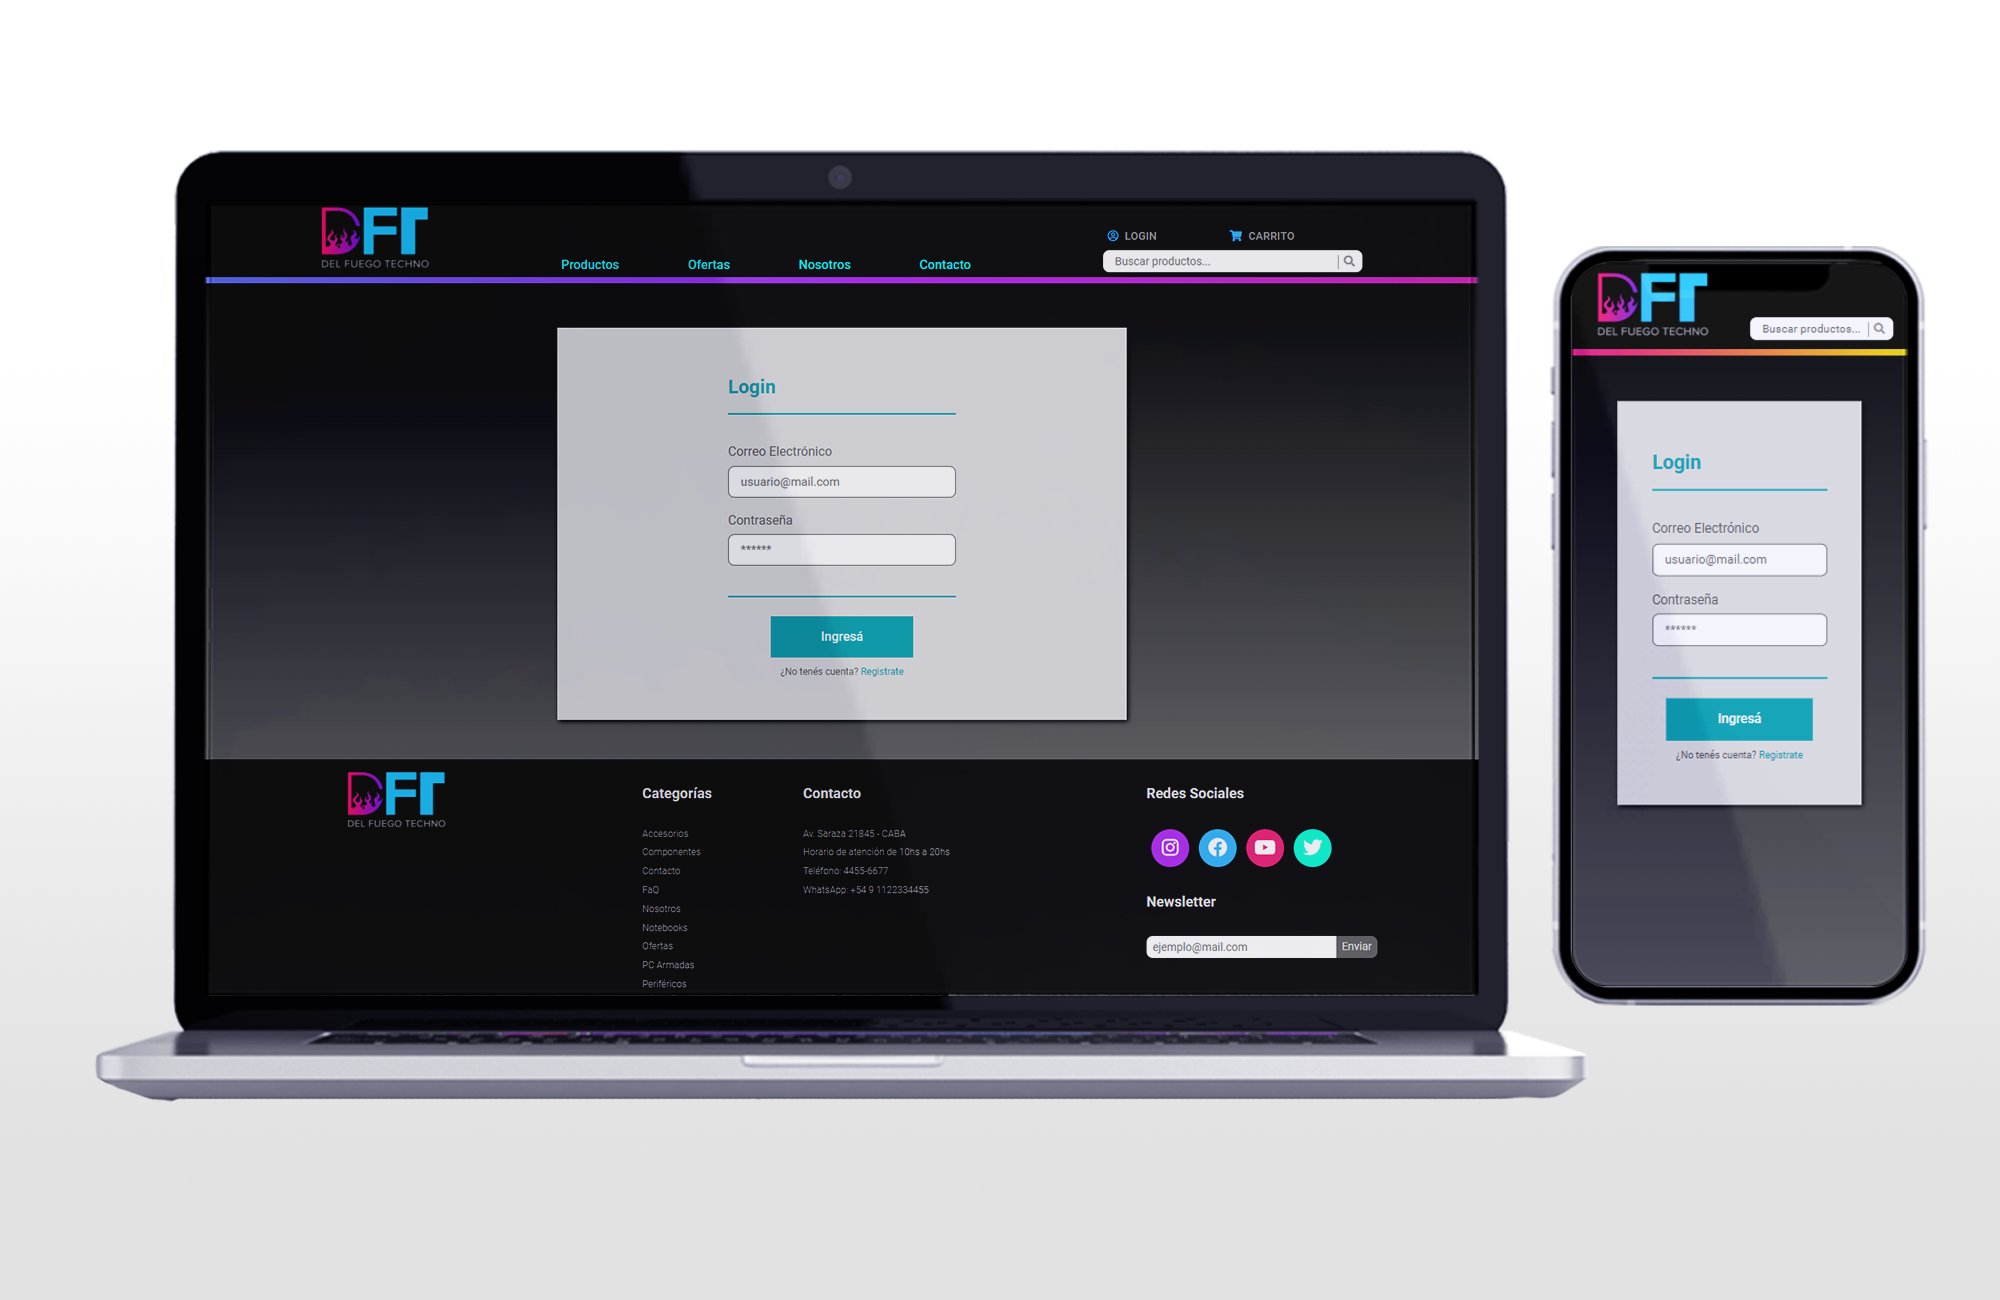 DFT
DEL FUEGO TECHNO
Productos
Ofertas
Nosotros
Contacto
LOGIN
CARRITO
Buscar productos...
Login
Correo Electrónico
usuario@mail.com
Contraseña
******
Ingresá
¿No tenés cuenta? Registrate
DFT
DEL FUEGO TECHNO
Categorías
Accesorios
Componentes
Contacto
FaQ
Nosotros
Notebooks
Ofertas
PC Armadas
Periféricos
Contacto
Av. Saraza 21845 - CABA
Horario de atención de 10hs a 20hs
Teléfono: 4455-6677
WhatsApp: +54 9 1122334455
Redes Sociales
Newsletter
ejemplo@mail.com
Enviar
DFT
DEL FUEGO TECHNO
Buscar productos...
Login
Correo Electrónico
usuario@mail.com
Contraseña
******
Ingresá
¿No tenés cuenta? Registrate